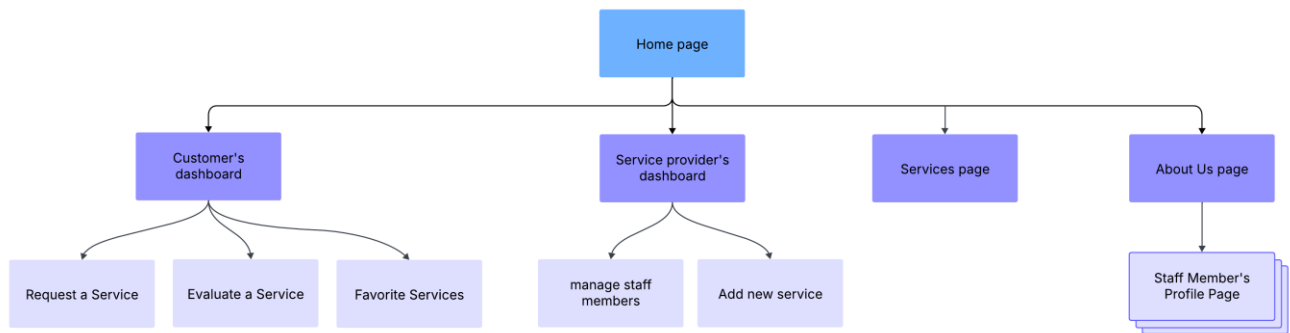 Home page
Customer's
dashboard
Service provider's
dashboard
Services page
About Us page
Request a Service
Evaluate a Service
Favorite Services
manage staff
members
Add new service
Staff Member's
Profile Page